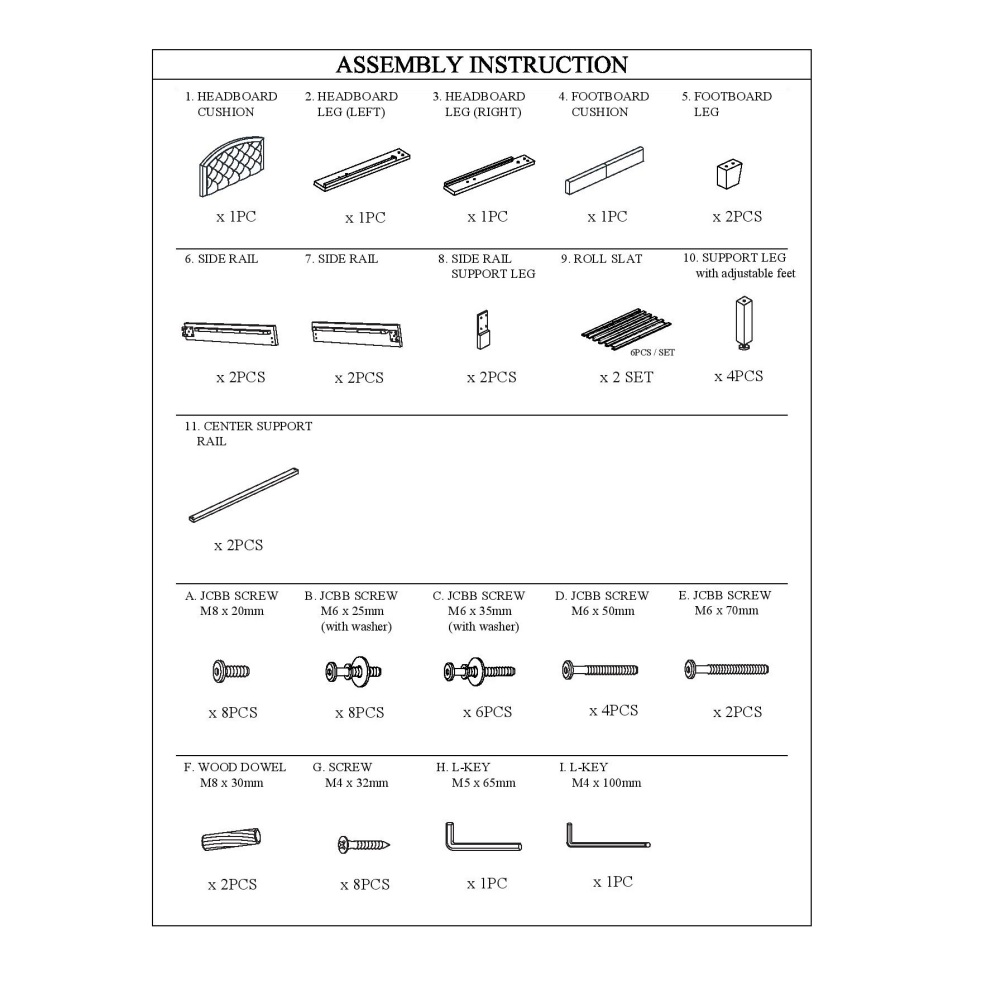 ASSEMBLY INSTRUCTION
1. HEADBOARD
CUSHION
x 1PC
2. HEADBOARD
LEG (LEFT)
x 1PC
3. HEADBOARD
LEG (RIGHT)
x 1PC
4. FOOTBOARD
CUSHION
x 1PC
5. FOOTBOARD
LEG
x 2PCS
6. SIDE RAIL
x 2PCS
7. SIDE RAIL
x 2PCS
8. SIDE RAIL
SUPPORT LEG
x 2PCS
9. ROLL SLAT
6PCS / SET
x 2 SET
10. SUPPORT LEG
with adjustable feet
x 4PCS
11. CENTER SUPPORT
RAIL
x 2PCS
A. JCBB SCREW
M8 x 20mm
x 8PCS
B. JCBB SCREW
M6 x 25mm
(with washer)
x 8PCS
C. JCBB SCREW
M6 x 35mm
(with washer)
x 6PCS
D. JCBB SCREW
M6 x 50mm
x 4PCS
E. JCBB SCREW
M6 x 70mm
x 2PCS
F. WOOD DOWEL
M8 x 30mm
x 2PCS
G. SCREW
M4 x 32mm
x 8PCS
H. L-KEY
M5 x 65mm
x 1PC
I. L-KEY
M4 x 100mm
x 1PC